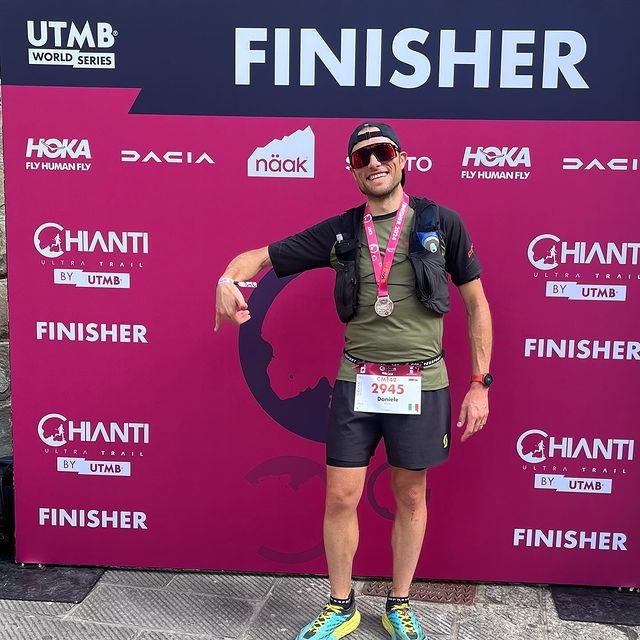 UTMB®
WORLD SERIES
FINISHER
HOKA
FLY HUMAN FLY
DACIA
näak
HOKA
FLY HUMAN FLY
DACI
CHIANTI
ULTRA TRAIL
BY UTMB®
FINISHER
CHIANTI
ULTRA TRAIL
BY UTMB®
FINISHER
CHIANTI
ULTRA TRAIL
BY UTMB®
FINISHER
CHIANTI
ULTRA TRAIL
BY UTMB®
FINISHER
2945
Daniele